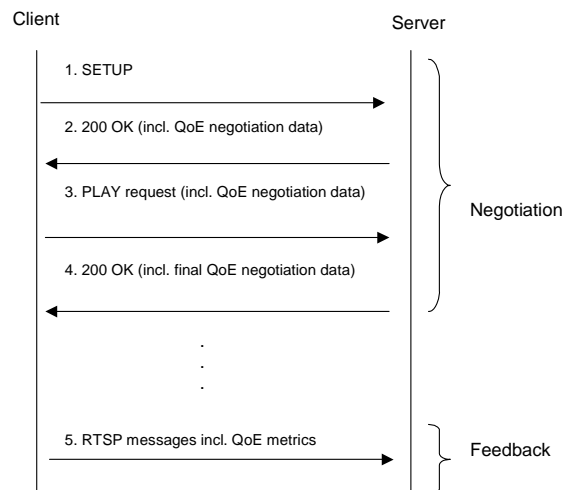 Client
Server
1. SETUP
2. 200 OK (incl. QoE negotiation data)
3. PLAY request (incl. QoE negotiation data)
Negotiation
4. 200 OK (incl. final QoE negotiation data)
.
.
.
5. RTSP messages incl. QoE metrics
Feedback